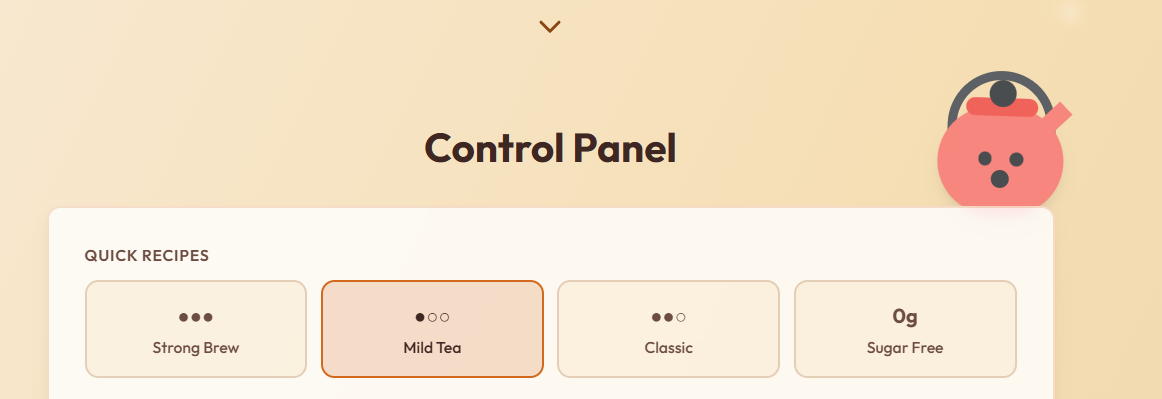 Control Panel
QUICK RECIPES
●●● ●○○ ●●○ 0g
Strong Brew Mild Tea Classic Sugar Free